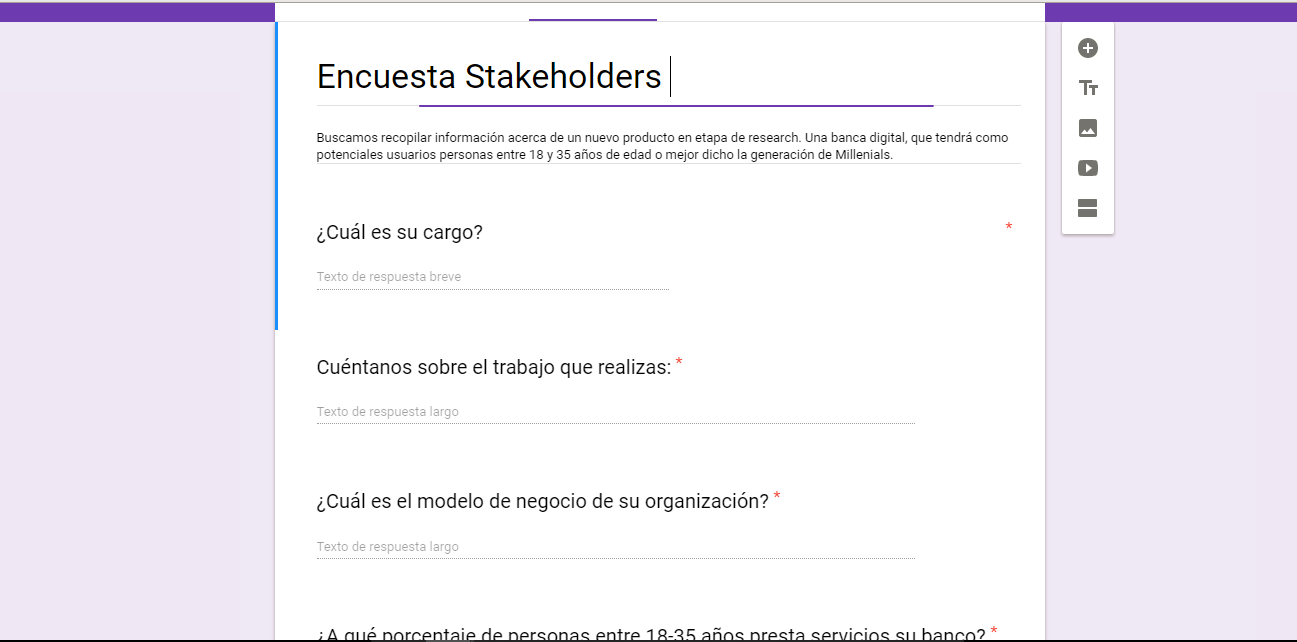 Encuesta Stakeholders
Buscamos recopilar información acerca de un nuevo producto en etapa de research. Una banca digital, que tendrá como
potenciales usuarios personas entre 18 y 35 años de edad o mejor dicho la generación de Millenials.
¿Cuál es su cargo? *
Texto de respuesta breve
Cuéntanos sobre el trabajo que realizas: *
Texto de respuesta largo
¿Cuál es el modelo de negocio de su organización? *
Texto de respuesta largo
¿A qué porcentaje de personas entre 18-35 años presta servicios su banco? *